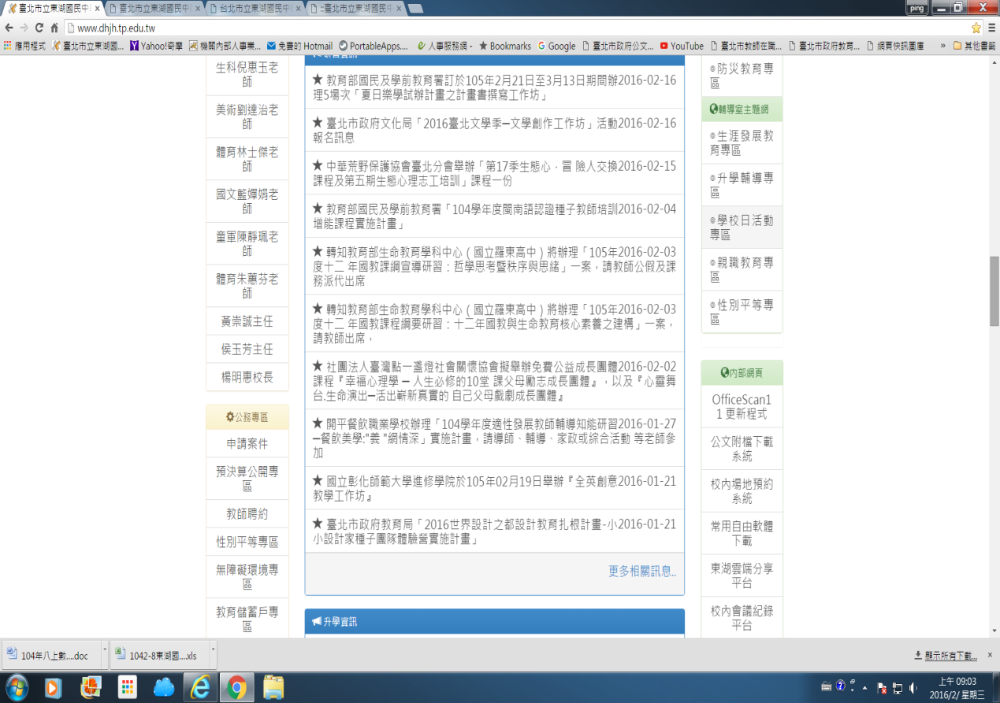 臺北市立東湖國民中
臺北市立東湖國民中
台北市立東湖國民中
::臺北市立東湖國民中
ping
www.dhjh.tp.edu.tw
應用程式
臺北市立東湖國...
Yahoo!奇摩
機關內部人事業...
免費的 Hotmail
PortableApps....
人事服務網 -
Bookmarks
Google
臺北市政府公文...
YouTube
臺北市教師在職...
臺北市政府教育...
網頁快訊圖庫
»
其他書籤
生科倪惠玉老
師
美術劉達治老
師
體育林士傑老
師
國文藍嬋娟老
師
童軍陳靜珮老
師
體育朱蕙芬老
師
黃崇誠主任
侯玉芳主任
楊明惠校長
公務專區
申請案件
預決算公開專
區
教師聘約
性別平等專區
無障礙環境專
區
教育儲蓄戶專
區
★ 教育部國民及學前教育署訂於105年2月21日至3月13日期間辦2016-02-16
理5場次「夏日樂學試辦計畫之計畫書撰寫工作坊」
★ 臺北市政府文化局「2016臺北文學季—文學創作工作坊」活動2016-02-16
報名訊息
★ 中華荒野保護協會臺北分會舉辦「第17季生態心．冒 險人交換2016-02-15
課程及第五期生態心理志工培訓」課程一份
★ 教育部國民及學前教育署「104學年度閩南語認證種子教師培訓2016-02-04
增能課程實施計畫」
★ 轉知教育部生命教育學科中心（國立羅東高中）將辦理「105年2016-02-03
度十二 年國教課綱宣導研習：哲學思考暨秩序與思緒」一案，請教師公假及課
務派代出席
★ 轉知教育部生命教育學科中心（國立羅東高中）將辦理「105年2016-02-03
度十二 年國教課程綱要研習：十二年國教與生命教育核心素養之建構」一案，
請教師出席，
★ 社團法人臺灣點一盞燈社會關懷協會擬舉辦免費公益成長團體2016-02-02
課程『幸福心理學 — 人生必修的10堂 課父母勵志成長團體』，以及『心靈舞
台.生命演出—活出嶄新真實的 自己父母戲劇成長團體』
★ 開平餐飲職業學校辦理「104學年度適性發展教師輔導知能研習2016-01-27
—餐飲美學:"義 "網情深」實施計畫，請導師、輔導、家政或綜合活動 等老師參
加
★ 國立彰化師範大學進修學院於105年02月19日舉辦『全英創意2016-01-21
教學工作坊』
★ 臺北市政府教育局「2016世界設計之都設計教育扎根計畫-小2016-01-21
小設計家種子團隊體驗營實施計畫」
更多相關訊息..
升學資訊
防災教育專
區
輔導室主題網
生涯發展教
育專區
升學輔導專
區
學校日活動
專區
親職教育專
區
性別平等專
區
內部網頁
OfficeScan1
1 更新程式
公文附檔下載
系統
校內場地預約
系統
常用自由軟體
下載
東湖雲端分享
平台
校內會議紀錄
平台
104年八上數....doc
1042-8東湖國....xls
顯示所有下載...
上午 09:03
2016/2/ 星期三